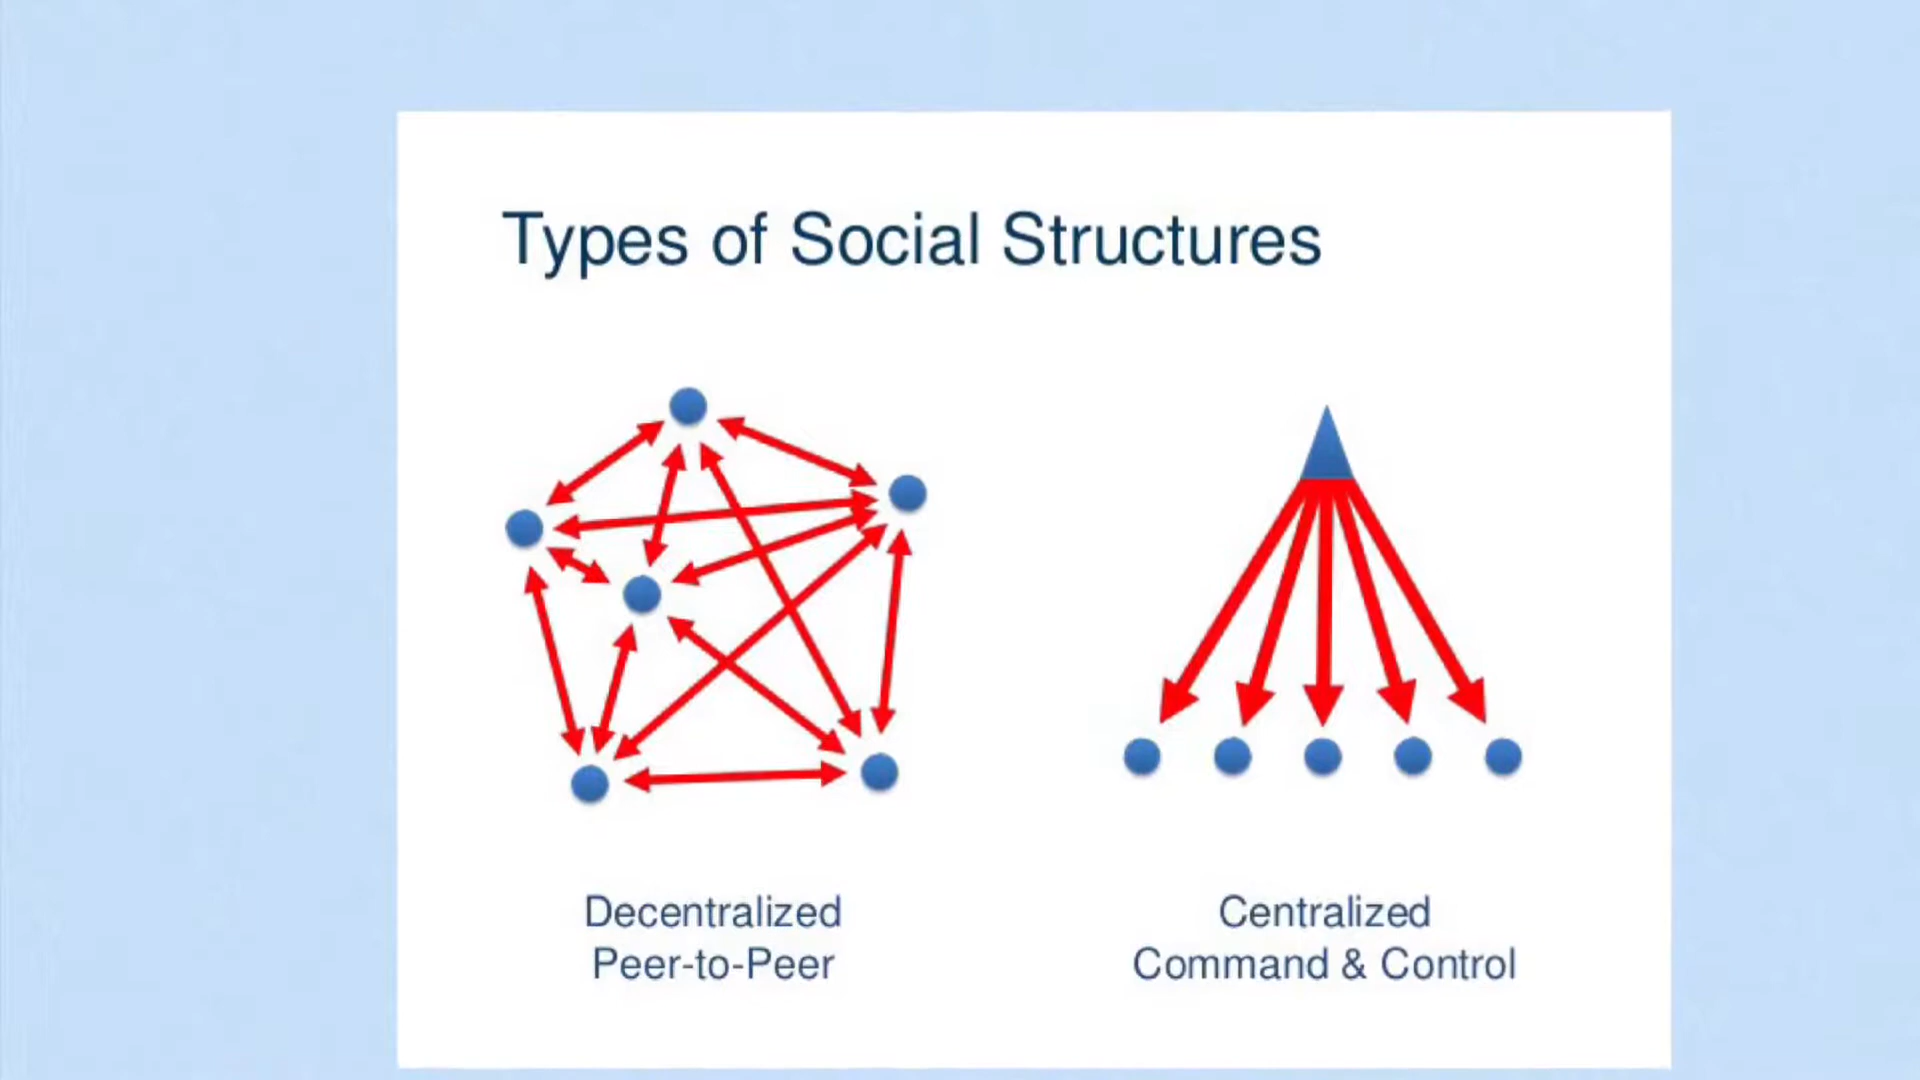 Types of Social Structures
Decentralized
Peer-to-Peer
Centralized
Command & Control